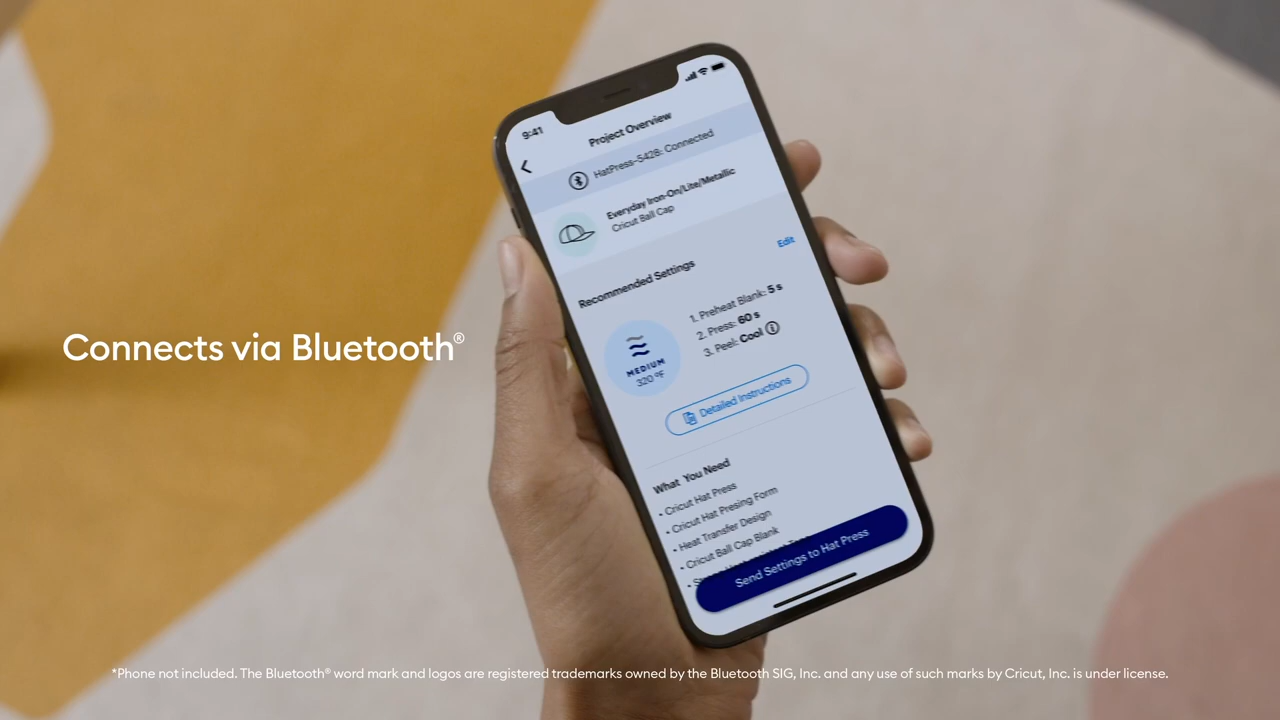 9:41
Project Overview
HatPress-5428: Connected
Everyday Iron-On/Lite/Metallic
Cricut Ball Cap
Recommended Settings
Edit
MEDIUM
320 °F
1. Preheat Blank: 5 s
2. Press: 60 s
3. Peel: Cool
Detailed Instructions
What You Need
• Cricut Hat Press
• Cricut Hat Presing Form
• Heat Transfer Design
• Cricut Ball Cap Blank
Send Settings to Hat Press
Connects via Bluetooth®
*Phone not included. The Bluetooth® word mark and logos are registered trademarks owned by the Bluetooth SIG, Inc. and any use of such marks by Cricut, Inc. is under license.